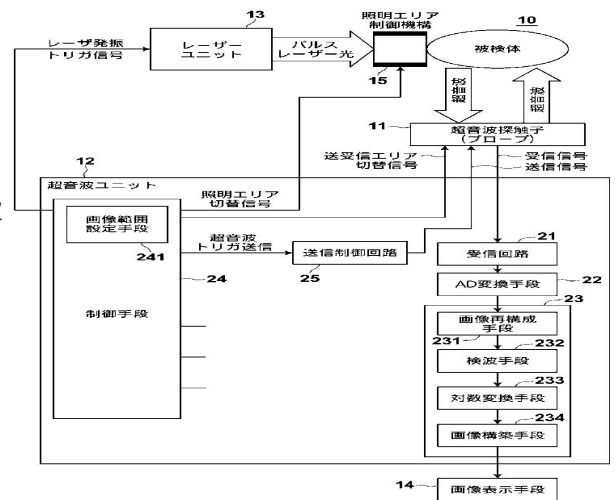 13
照明エリア
制御機構
10
レーザ発振
トリガ信号
レーザー
ユニット
パルス
レーザー光
被検体
15
超音波
超音波
11
超音波探触子
(プローブ)
12
送受信エリア
切替信号
受信信号
送信信号
超音波ユニット
照明エリア
切替信号
画像範囲
設定手段
241
超音波
トリガ送信
21
送信制御回路
受信回路
24
25
22
AD変換手段
23
制御手段
画像再構成
手段
231
232
検波手段
233
対数変換手段
234
画像構築手段
14
画像表示手段